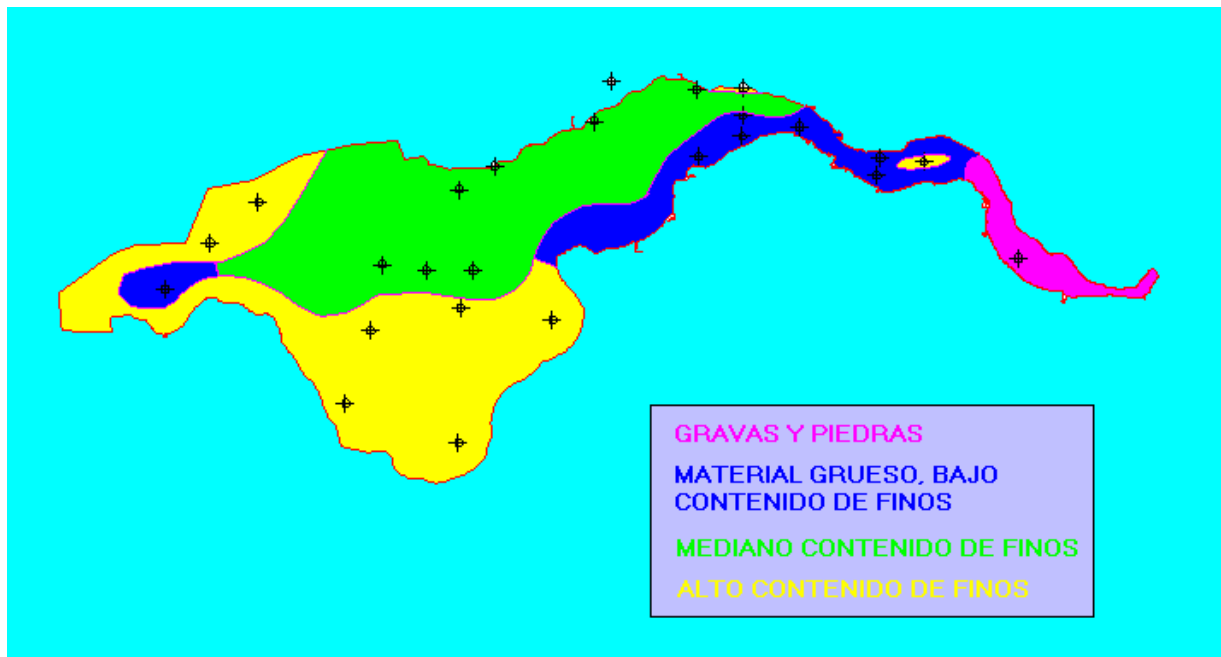 GRAVAS Y PIEDRAS
MATERIAL GRUESO, BAJO
CONTENIDO DE FINOS
MEDIANO CONTENIDO DE FINOS
ALTO CONTENIDO DE FINOS